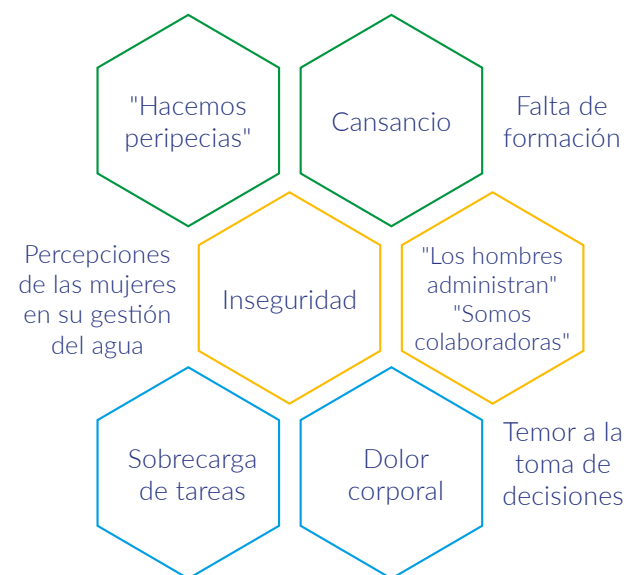 "Hacemos
peripecias"
Cansancio
Falta de
formación
Percepciones
de las mujeres
en su gestión
del agua
Inseguridad
"Los hombres
administran"
"Somos
colaboradoras"
Sobrecarga
de tareas
Dolor
corporal
Temor a la
toma de
decisiones